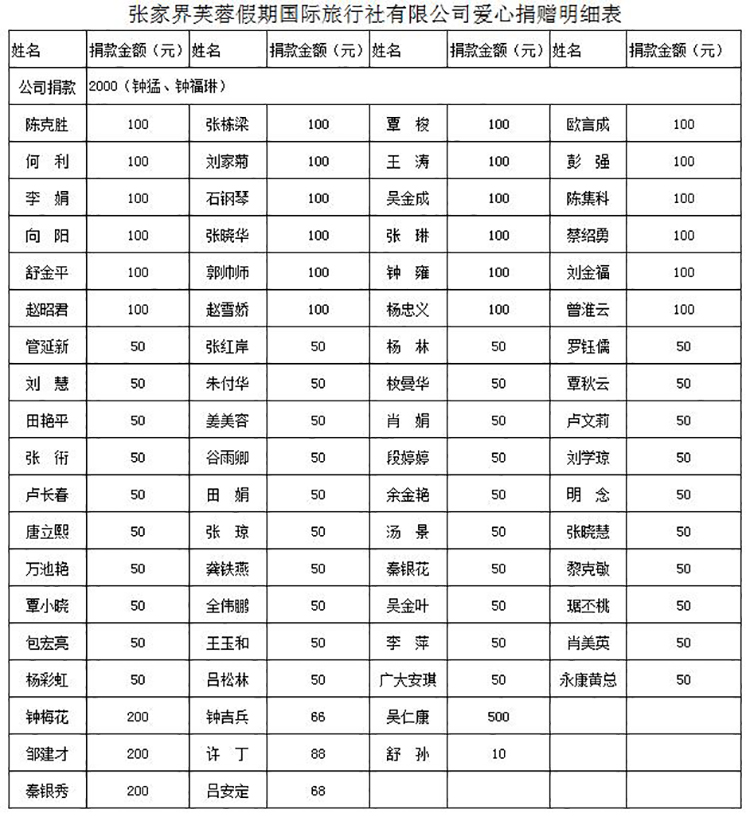 张家界芙蓉假期国际旅行社有限公司爱心捐赠明细表
姓名 捐款金额（元） 姓名 捐款金额（元） 姓名 捐款金额（元） 姓名 捐款金额（元）
公司捐款 2000（钟猛、钟福琳）
陈克胜 100 张栋梁 100 覃梭 100 欧言成 100
何利 100 刘家菊 100 王涛 100 彭强 100
李娟 100 石钢琴 100 吴金成 100 陈集科 100
向阳 100 张晓华 100 张琳 100 蔡绍勇 100
舒金平 100 郭帅师 100 钟雍 100 刘金福 100
赵昭君 100 赵雪娇 100 杨忠义 100 曾淮云 100
管延新 50 张红岸 50 杨林 50 罗钰儒 50
刘慧 50 朱付华 50 枚曼华 50 覃秋云 50
田艳平 50 姜美容 50 肖娟 50 卢文莉 50
张衔 50 谷雨卿 50 段婷婷 50 刘学琼 50
卢长春 50 田娟 50 余金艳 50 明念 50
唐立熙 50 张琼 50 汤景 50 张晓慧 50
万池艳 50 龚铁燕 50 秦银花 50 黎克敏 50
覃小晓 50 全伟鹏 50 吴金叶 50 琚丕桃 50
包宏亮 50 王玉和 50 李萍 50 肖美英 50
杨彩虹 50 吕松林 50 广大安琪 50 永康黄总 50
钟梅花 200 钟吉兵 66 吴仁康 500
邹建才 200 许丁 88 舒孙 10
秦银秀 200 吕安定 68